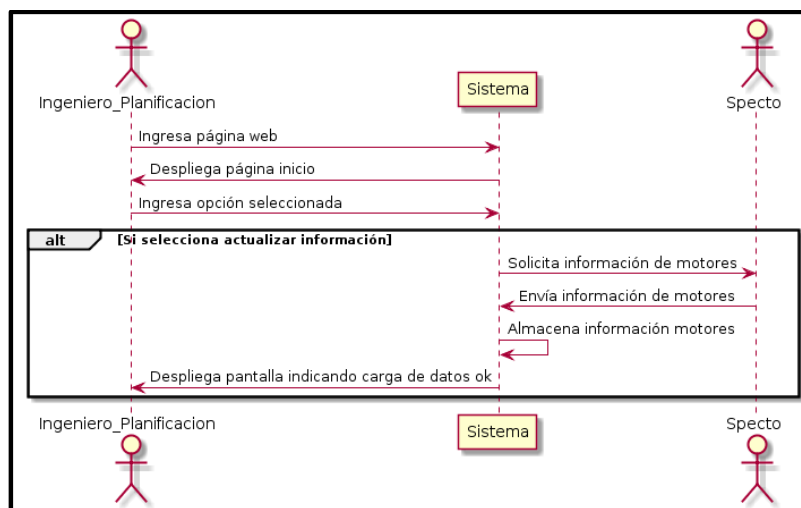 Ingeniero_Planificacion
Sistema
Specto
Ingresa página web
Despliega página inicio
Ingresa opción seleccionada
alt [Si selecciona actualizar información]
Solicita información de motores
Envía información de motores
Almacena información motores
Despliega pantalla indicando carga de datos ok
Ingeniero_Planificacion
Sistema
Specto